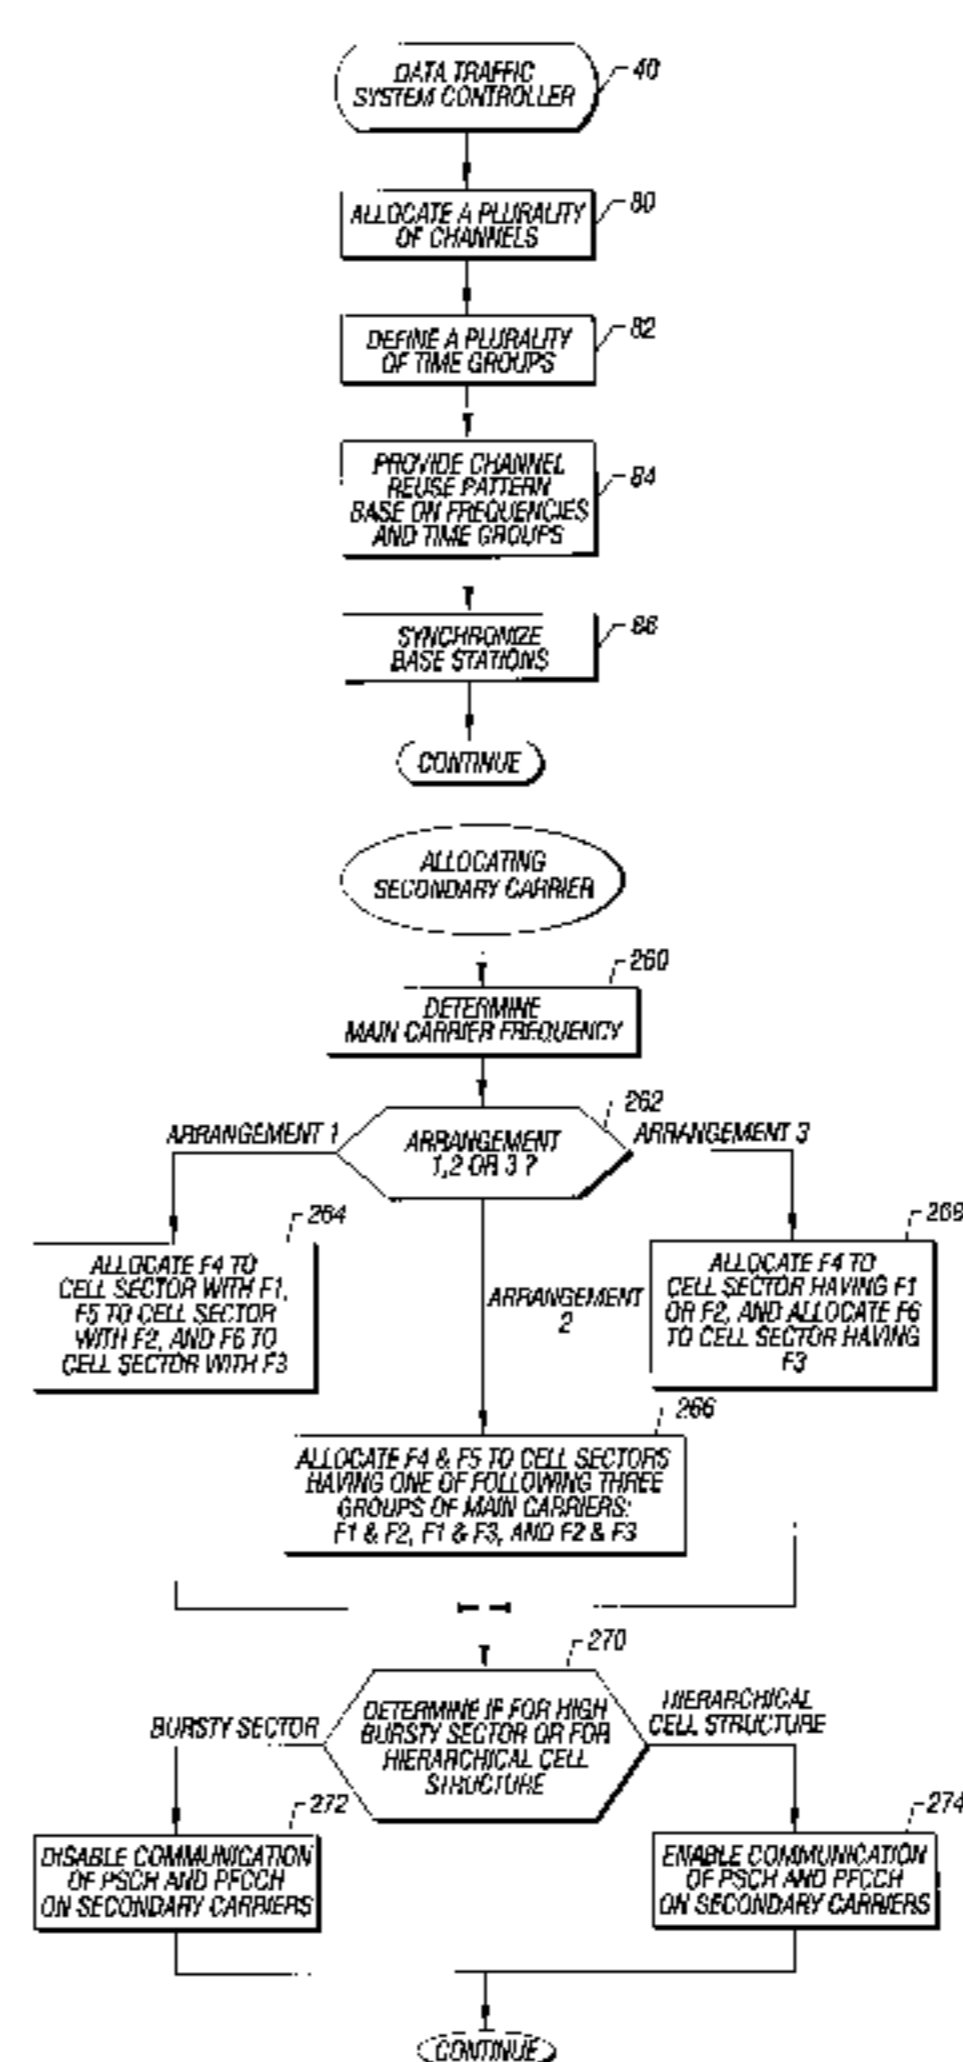 DATA TRAFFIC
SYSTEM CONTROLLER
40
ALLOCATE A PLURALITY
OF CHANNELS
80
DEFINE A PLURALITY
OF TIME GROUPS
82
PROVIDE CHANNEL
REUSE PATTERN
BASE ON FREQUENCIES
AND TIME GROUPS
84
SYNCHRONIZE
BASE STATIONS
86
CONTINUE
ALLOCATING
SECONDARY CARRIER
260
DETERMINE
MAIN CARRIER FREQUENCY
262
ARRANGEMENT 1
ARRANGEMENT
1,2 OR 3 ?
ARRANGEMENT 3
264
ALLOCATE F4 TO
CELL SECTOR WITH F1,
F5 TO CELL SECTOR
WITH F2, AND F6 TO
CELL SECTOR WITH F3
ARRANGEMENT
2
268
ALLOCATE F4 TO
CELL SECTOR HAVING F1
OR F2, AND ALLOCATE F6
TO CELL SECTOR HAVING
F3
266
ALLOCATE F4 & F5 TO CELL SECTORS
HAVING ONE OF FOLLOWING THREE
GROUPS OF MAIN CARRIERS:
F1 & F2, F1 & F3, AND F2 & F3
270
BURSTY SECTOR
DETERMINE IF FOR HIGH
BURSTY SECTOR OR FOR
HIERARCHICAL CELL
STRUCTURE
HIERARCHICAL
CELL STRUCTURE
272
DISABLE COMMUNICATION
OF PSCH AND PFCCH
ON SECONDARY CARRIERS
274
ENABLE COMMUNICATION
OF PSCH AND PFCCH
ON SECONDARY CARRIERS
CONTINUE